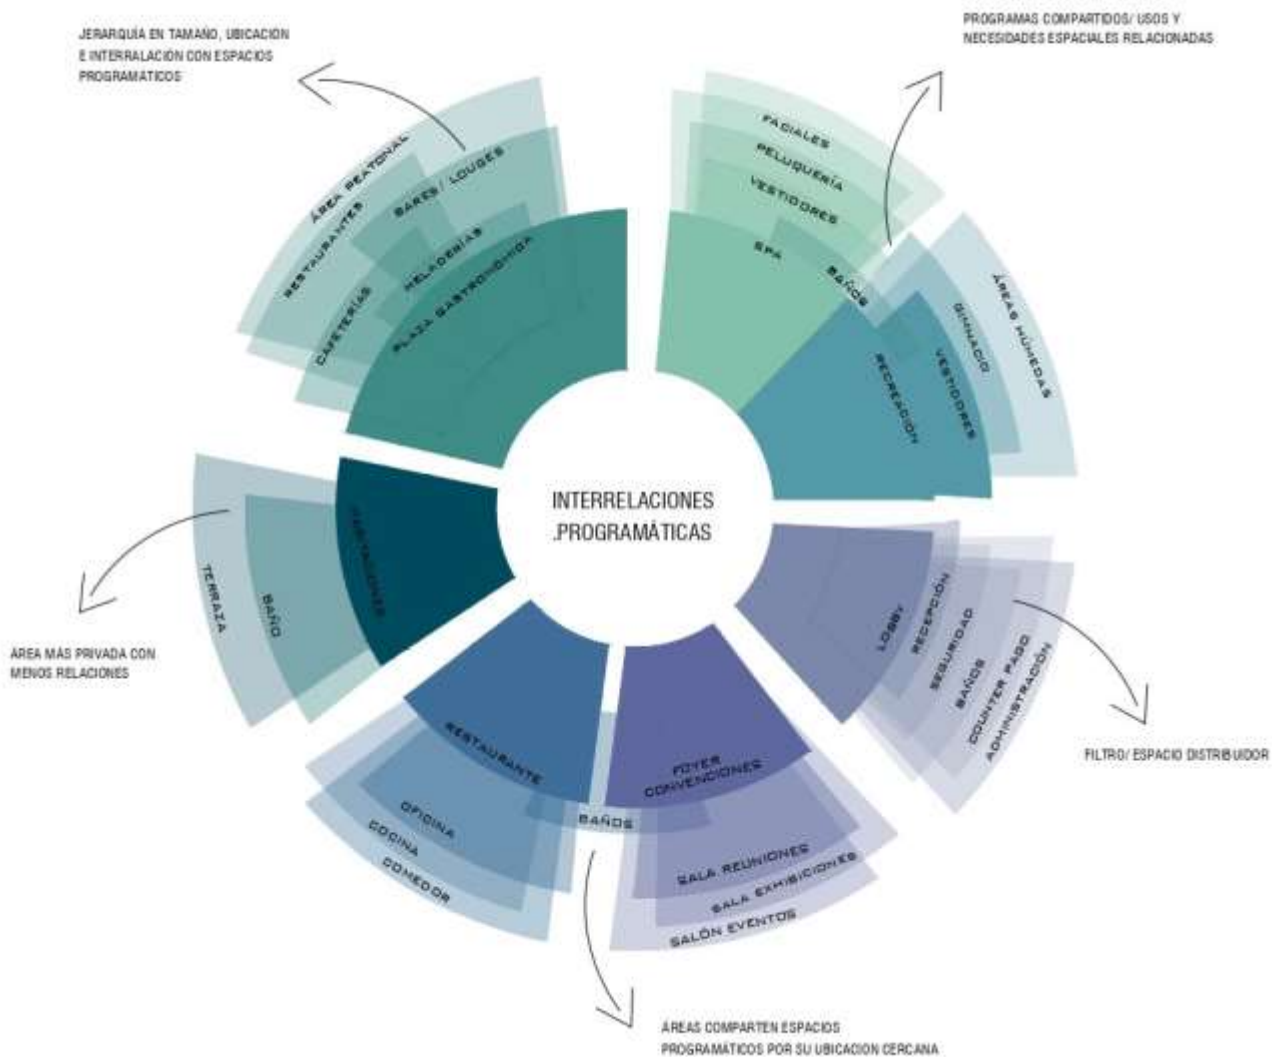 JERARQUÍA EN TAMAÑO, UBICACIÓN
E INTERRALACIÓN CON ESPACIOS
PROGRAMÁTICOS
PROGRAMAS COMPARTIDOS/ USOS Y
NECESIDADES ESPACIALES RELACIONADAS
ÁREA PEATONAL
RESTAURANTES
BARES/ LOUGES
CAFETERÍAS
HELADERÍAS
PLAZA GASTRONÓMICA
FACIALES
PELUQUERÍA
VESTIDORES
SPA
BAÑOS
ÁREAS HÚMEDAS
GIMNACIO
VESTIDORES
RECREACIÓN
INTERRELACIONES
.PROGRAMÁTICAS
HABITACIONES
BAÑO
TERRAZA
ÁREA MÁS PRIVADA CON
MENOS RELACIONES
LOBBY
RECEPCIÓN
SEGURIDAD
BAÑOS
COUNTER PAGO
ADMINISTRACIÓN
FILTRO/ ESPACIO DISTRIBUIDOR
RESTAURANTE
OFICINA
COCINA
COMEDOR
BAÑOS
FOYER
CONVENCIONES
SALA REUNIONES
SALA EXHIBICIONES
SALÓN EVENTOS
ÁREAS COMPARTEN ESPACIOS
PROGRAMÁTICOS POR SU UBICACION CERCANA